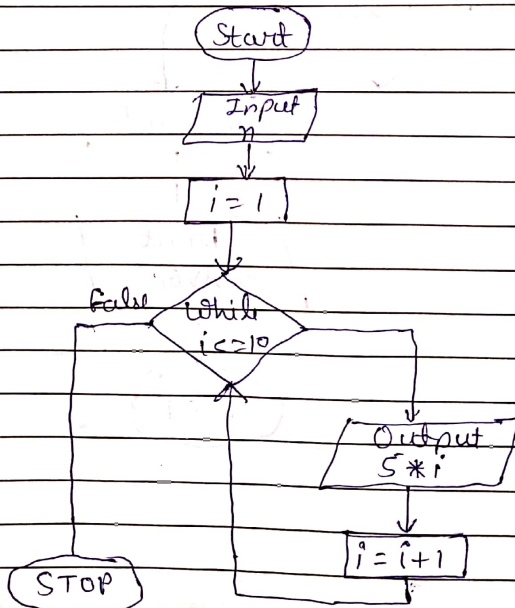 Start
Input
n
i = 1
False
While
i <= 10
Output
5 * i
i = i + 1
STOP